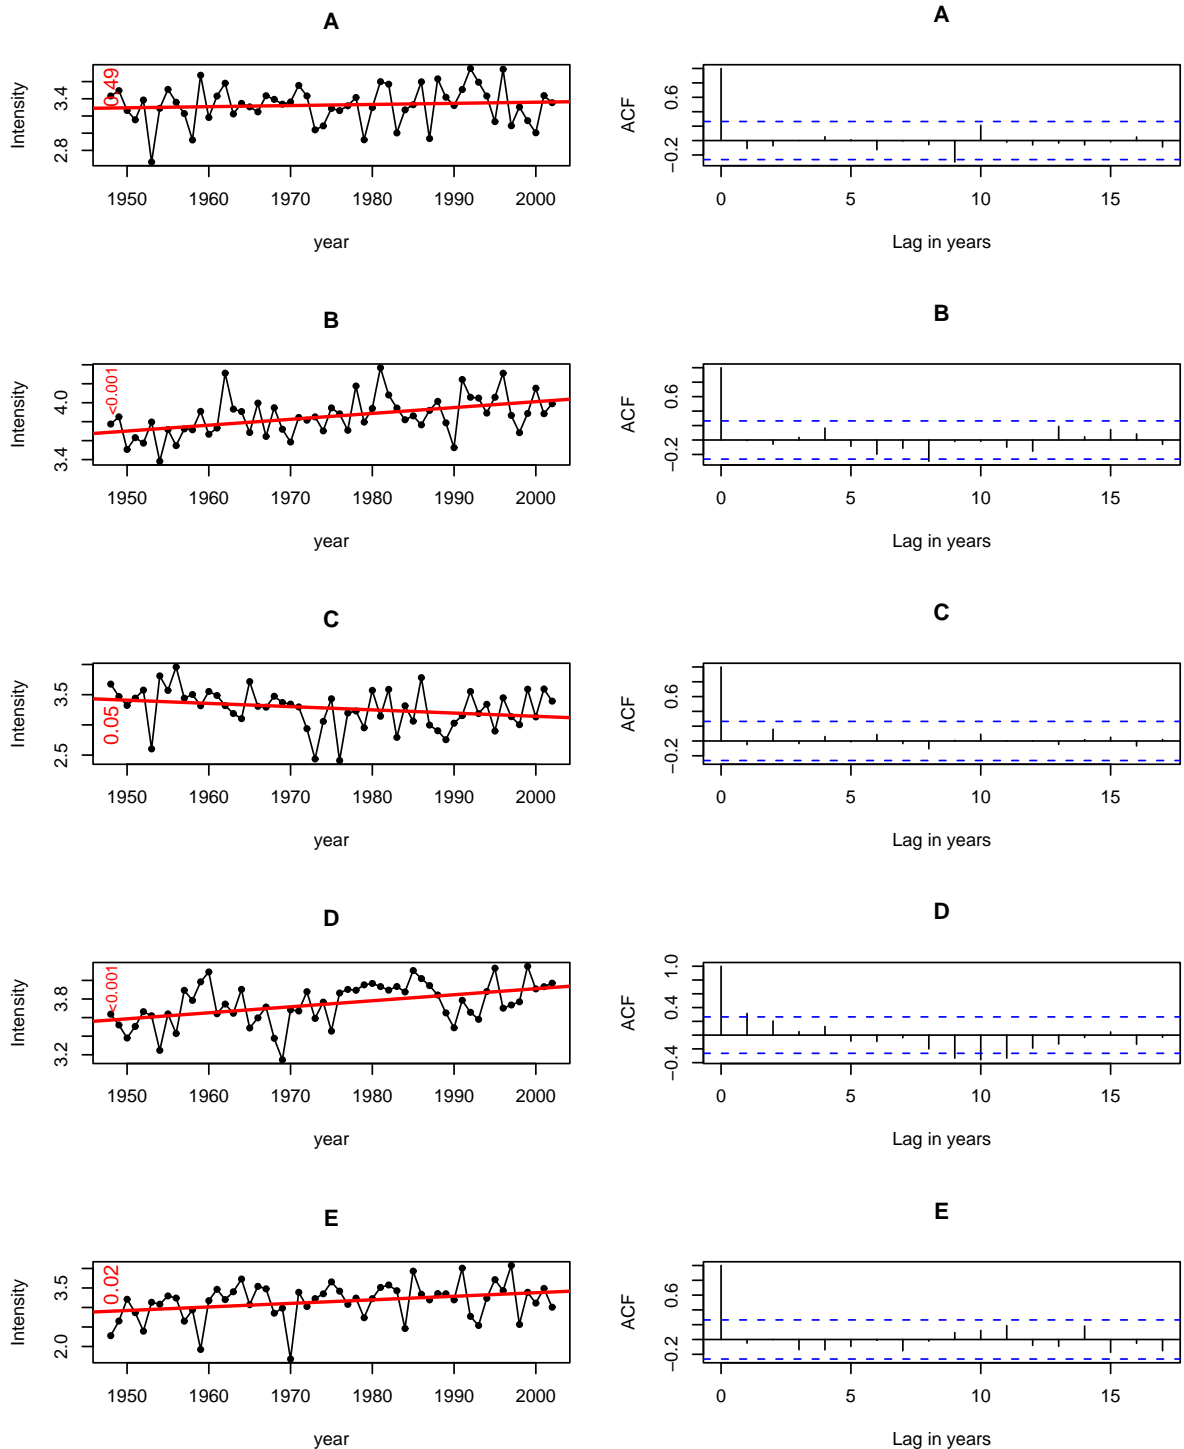 A
Intensity
2.8 3.4
0.49
1950 1960 1970 1980 1990 2000
year
A
ACF
−0.2 0.6
0 5 10 15
Lag in years
B
Intensity
3.4 4.0
<0.001
1950 1960 1970 1980 1990 2000
year
B
ACF
−0.2 0.6
0 5 10 15
Lag in years
C
Intensity
2.5 3.5
0.05
1950 1960 1970 1980 1990 2000
year
C
ACF
−0.2 0.6
0 5 10 15
Lag in years
D
Intensity
3.2 3.8
<0.001
1950 1960 1970 1980 1990 2000
year
D
ACF
−0.4 0.4 1.0
0 5 10 15
Lag in years
E
Intensity
2.0 3.5
0.02
1950 1960 1970 1980 1990 2000
year
E
ACF
−0.2 0.6
0 5 10 15
Lag in years